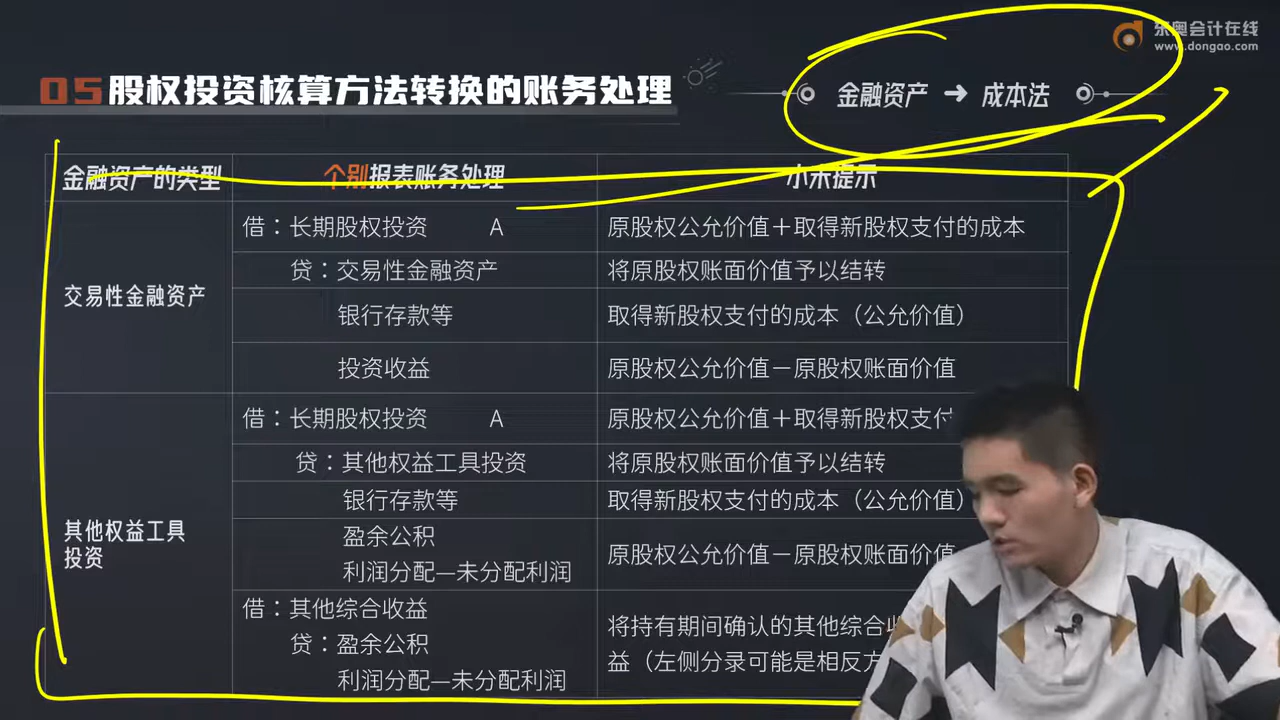 东奥会计在线
www.dongao.com
05 股权投资核算方法转换的账务处理
金融资产 → 成本法
金融资产的类型 个别报表账务处理 小木提示
交易性金融资产
借：长期股权投资 A 原股权公允价值＋取得新股权支付的成本
贷：交易性金融资产 将原股权账面价值予以结转
银行存款等 取得新股权支付的成本（公允价值）
投资收益 原股权公允价值－原股权账面价值
其他权益工具
投资
借：长期股权投资 A 原股权公允价值＋取得新股权支付
贷：其他权益工具投资 将原股权账面价值予以结转
银行存款等 取得新股权支付的成本（公允价值）
盈余公积
利润分配—未分配利润
原股权公允价值－原股权账面价值
借：其他综合收益
贷：盈余公积
利润分配—未分配利润
将持有期间确认的其他综合收
益（左侧分录可能是相反方